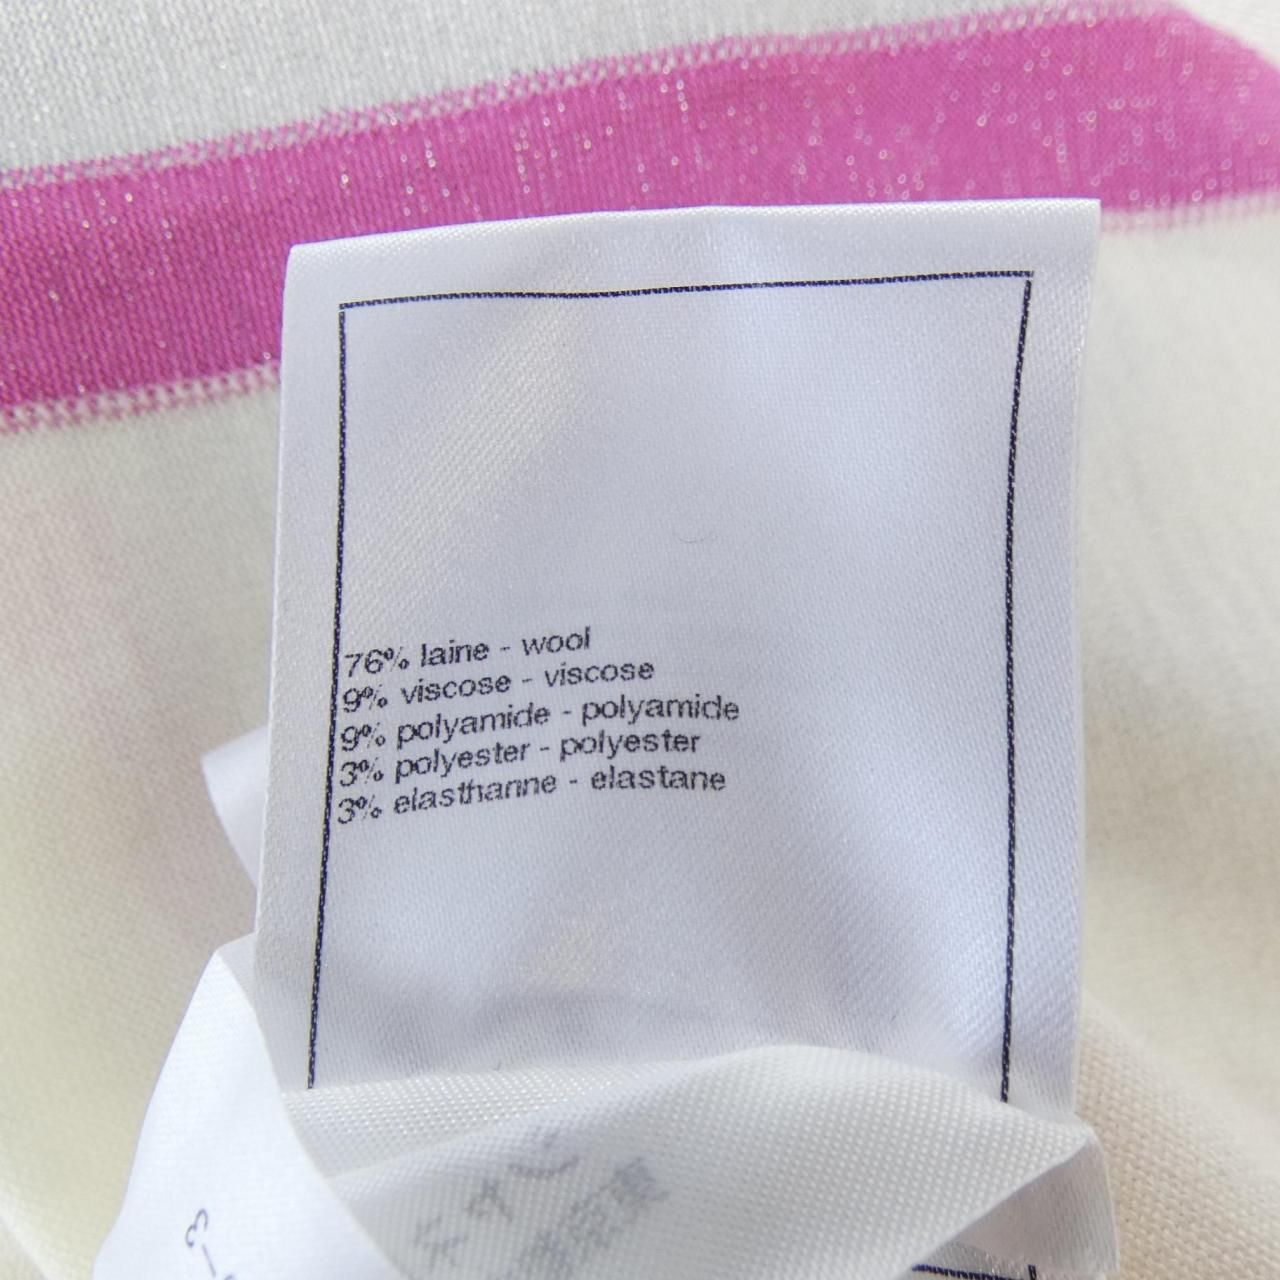 76% laine - wool
9% viscose - viscose
9% polyamide - polyamide
3% polyester - polyester
3% elasthanne - elastane